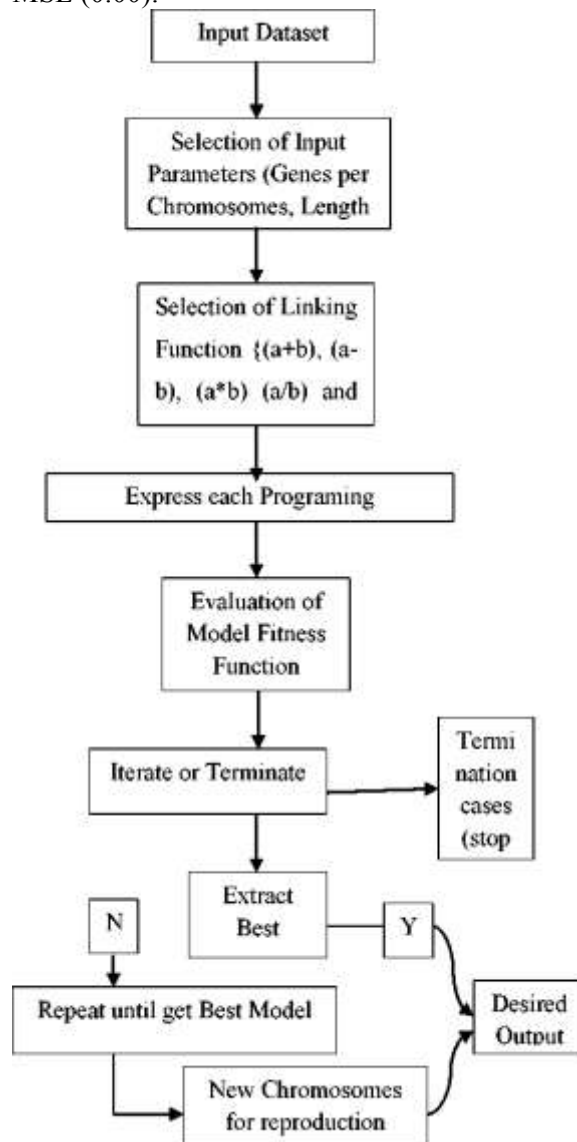 MSE (0.00).
Input Dataset
Selection of Input
Parameters (Genes per
Chromosomes, Length
Selection of Linking
Function {(a+b), (a-
b), (a*b) (a/b) and
Express each Programing
Evaluation of
Model Fitness
Function
Iterate or Terminate
Termi
nation
cases
(stop
Extract
Best
Y
N
Repeat until get Best Model
Desired
Output
New Chromosomes
for reproduction